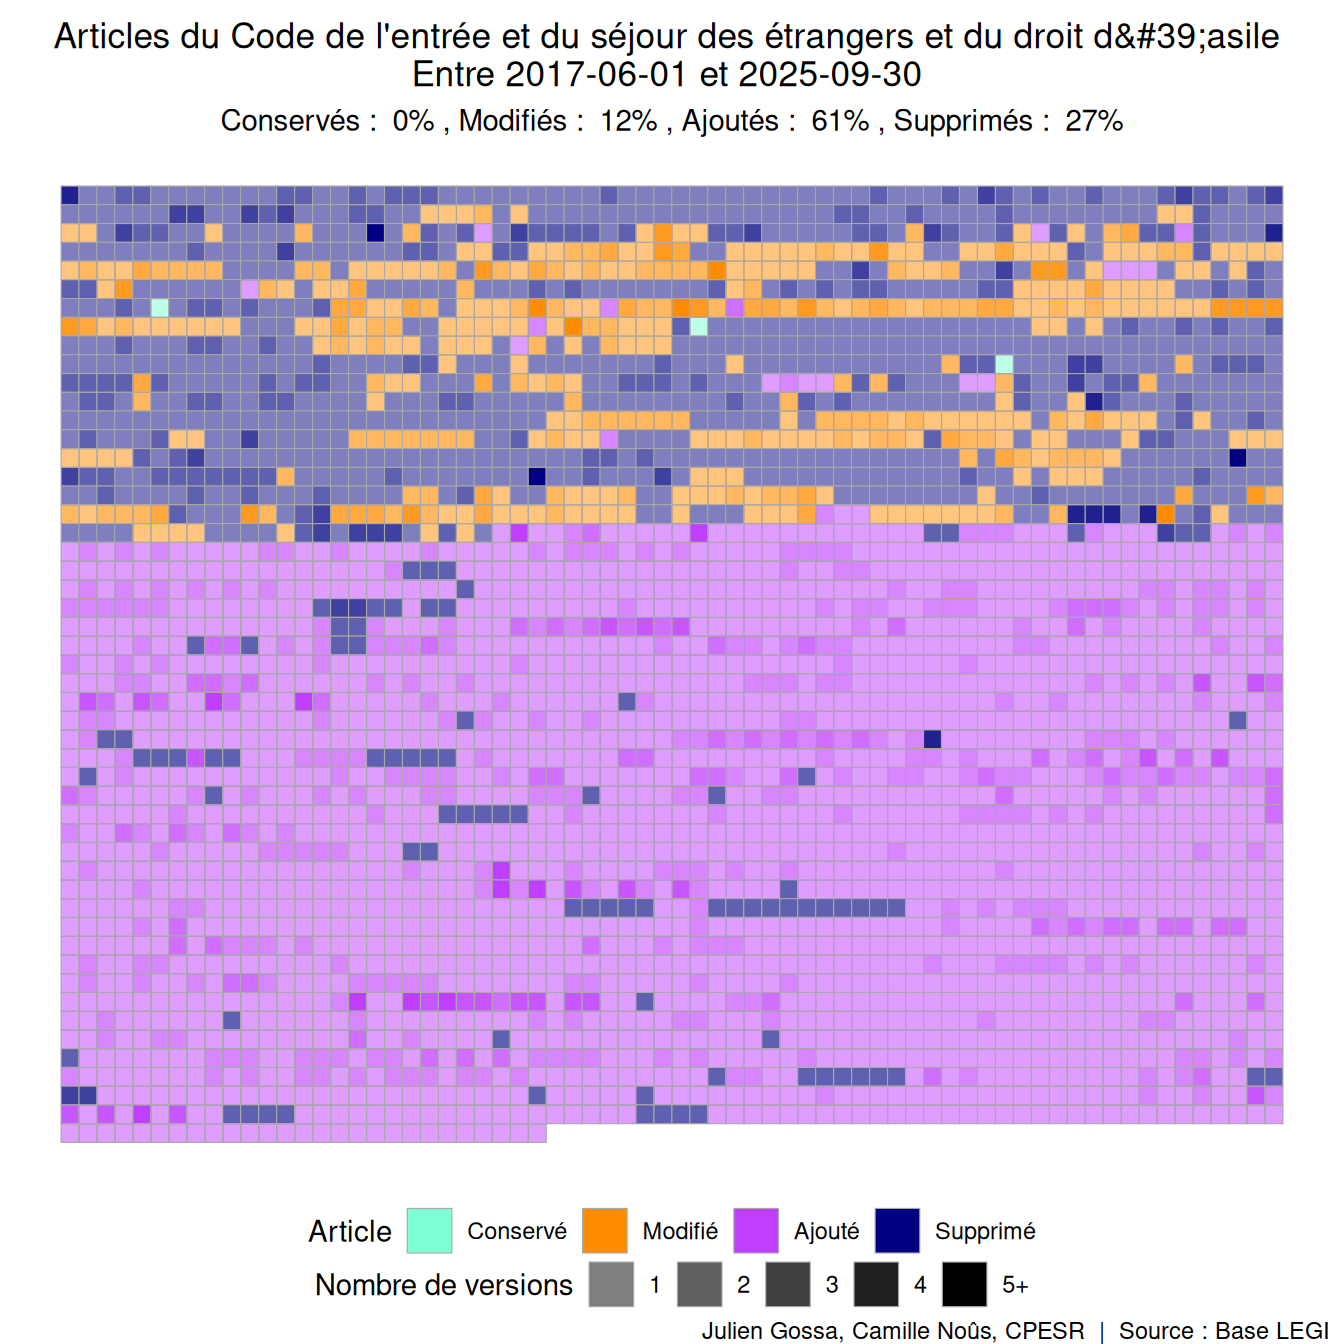 Articles du Code de l'entrée et du séjour des étrangers et du droit d&#39;asile
Entre 2017-06-01 et 2025-09-30
Conservés :  0% , Modifiés :  12% , Ajoutés :  61% , Supprimés :  27%
Article Conservé Modifié Ajouté Supprimé
Nombre de versions 1 2 3 4 5+
Julien Gossa, Camille Noûs, CPESR | Source : Base LEGI